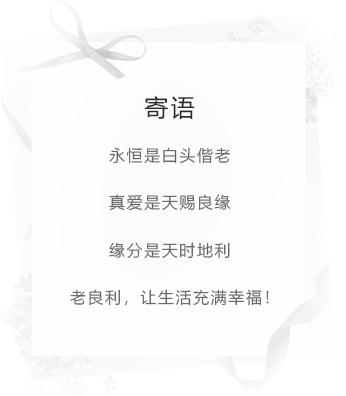 寄语
永恒是白头偕老
真爱是天赐良缘
缘分是天时地利
老良利，让生活充满幸福！